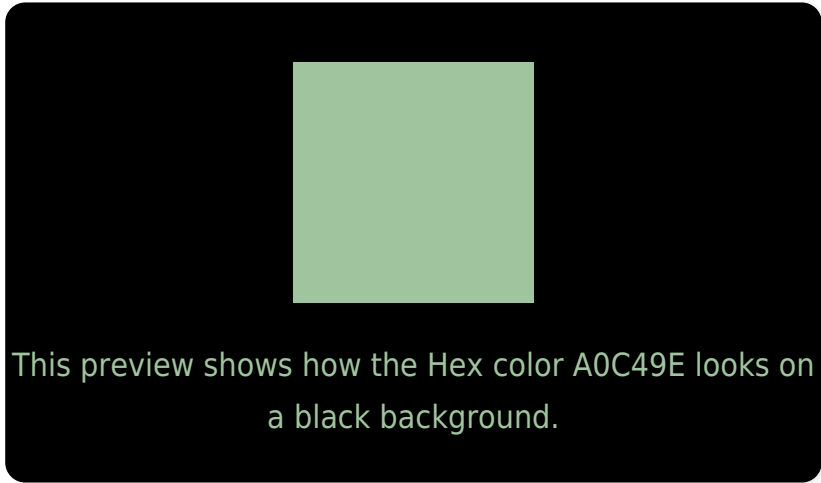 This preview shows how the Hex color A0C49E looks on
a black background.